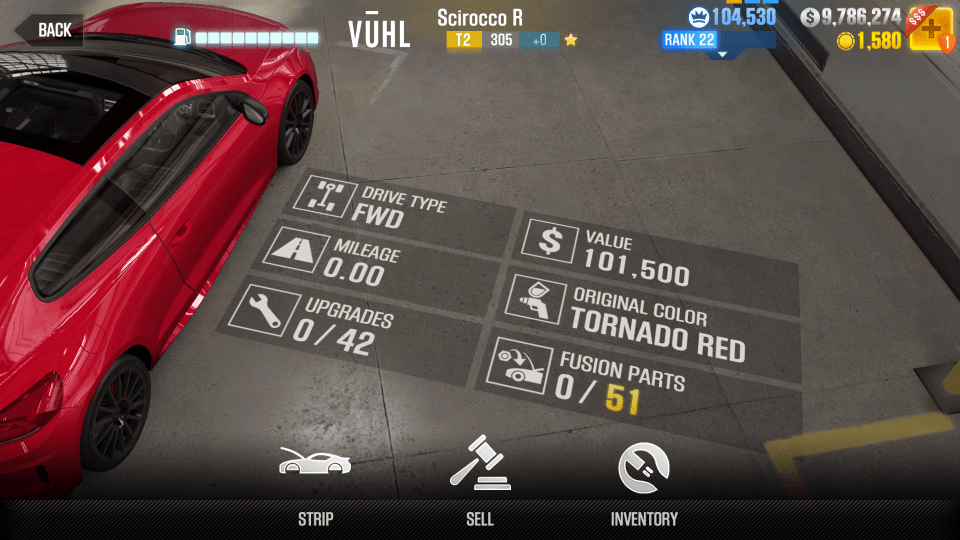 BACK
VŪHL
Scirocco R
T2 305 +0
104,530
RANK 22
9,786,274
1,580
$$$
1
DRIVE TYPE
FWD
MILEAGE
0.00
UPGRADES
0 / 42
$ VALUE
101,500
ORIGINAL COLOR
TORNADO RED
FUSION PARTS
0 / 51
STRIP
SELL
INVENTORY